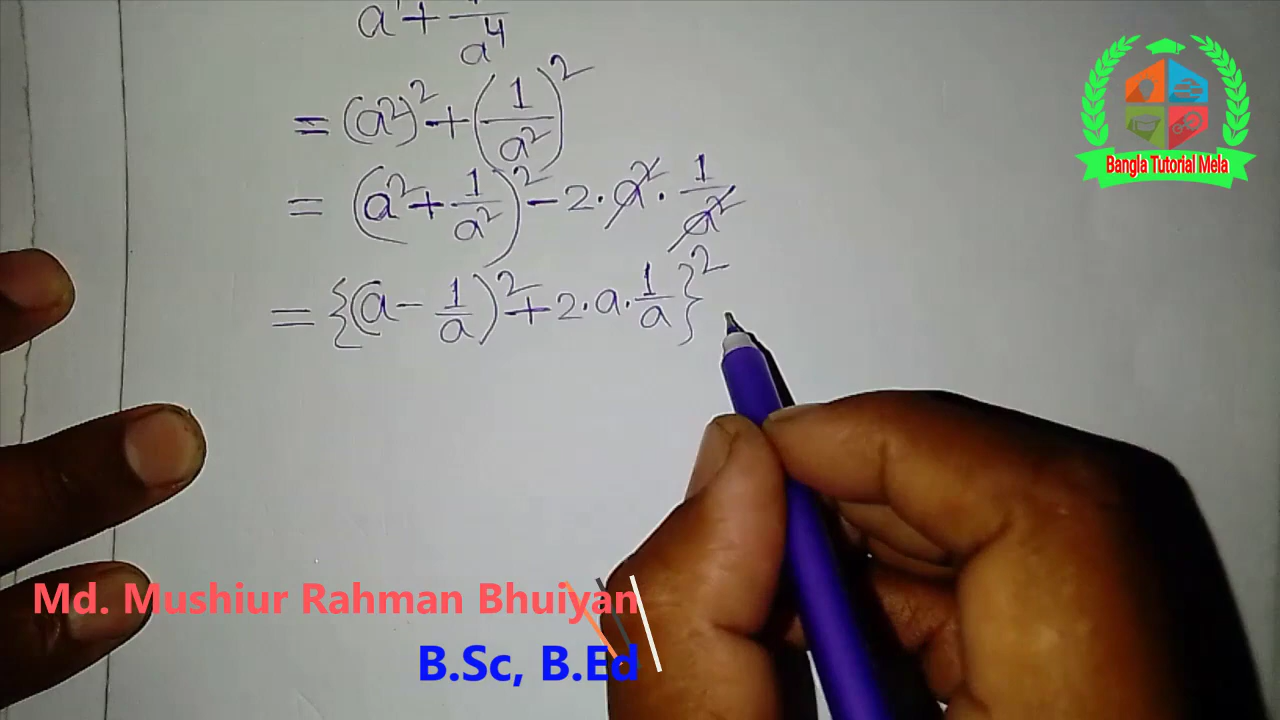 a⁴ + 1/a⁴
= (a²)² + (1/a²)²
= (a² + 1/a²)² - 2·a²·1/a²
= {(a - 1/a)² + 2·a·1/a}²
Bangla Tutorial Mela
Md. Mushiur Rahman Bhuiyan
B.Sc, B.Ed